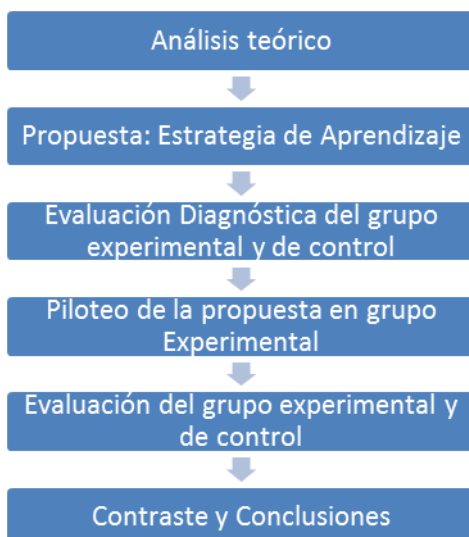 Análisis teórico
Propuesta: Estrategia de Aprendizaje
Evaluación Diagnóstica del grupo
experimental y de control
Piloteo de la propuesta en grupo
Experimental
Evaluación del grupo experimental y
de control
Contraste y Conclusiones